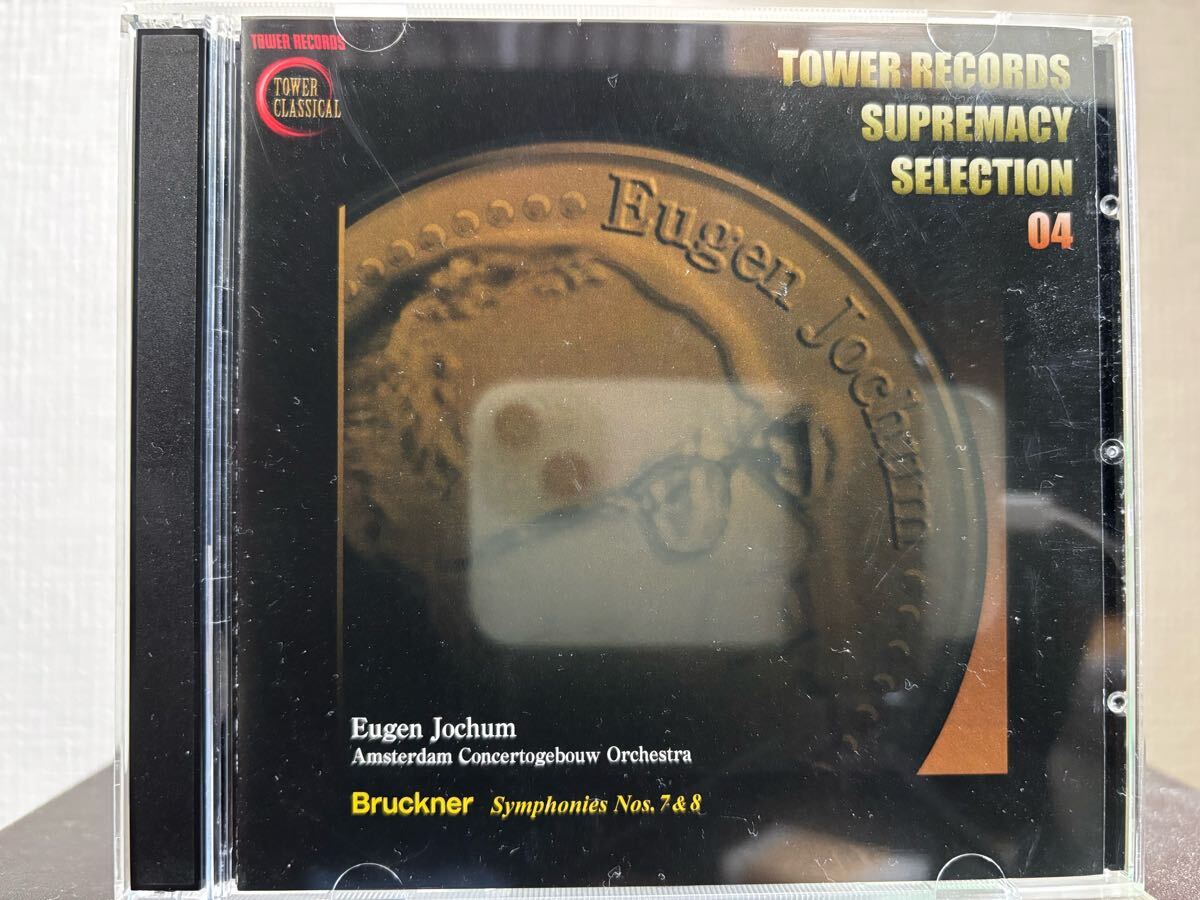 TOWER RECORDS
TOWER
CLASSICAL
TOWER RECORDS
SUPREMACY
SELECTION
04
Eugen Jochum
Eugen Jochum
Amsterdam Concertogebouw Orchestra
Bruckner Symphonies Nos. 7 & 8